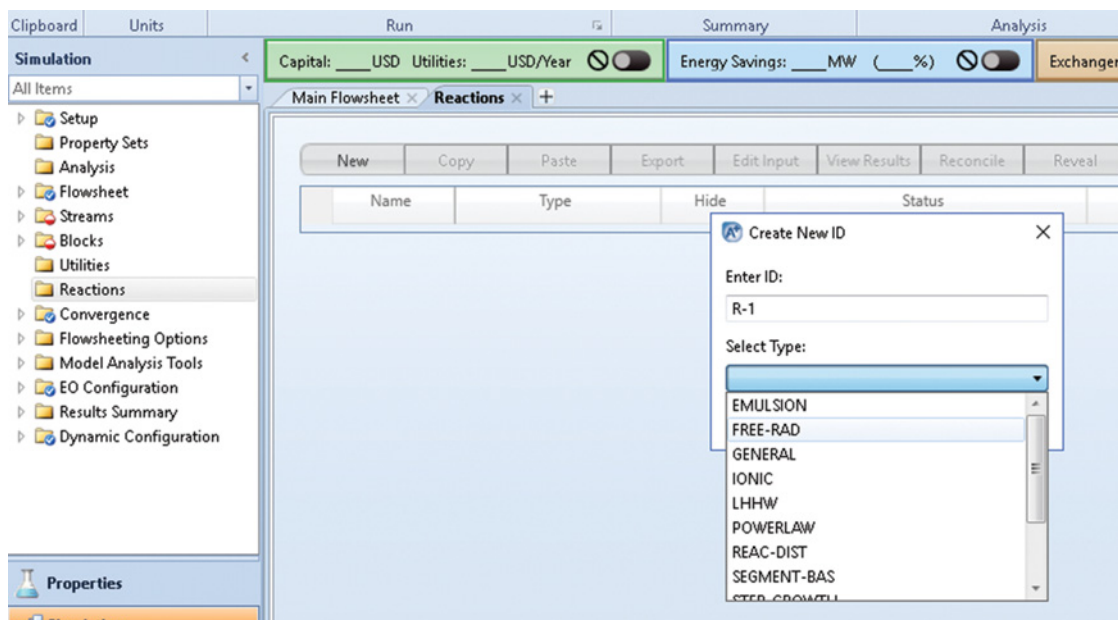 Clipboard Units Run Summary Analysis
Simulation
All Items
Setup
Property Sets
Analysis
Flowsheet
Streams
Blocks
Utilities
Reactions
Convergence
Flowsheeting Options
Model Analysis Tools
EO Configuration
Results Summary
Dynamic Configuration
Properties
Capital: ____USD Utilities: ____USD/Year
Energy Savings: ____MW (___%)
Exchanger
Main Flowsheet Reactions +
New Copy Paste Export Edit Input View Results Reconcile Reveal
Name Type Hide Status
Create New ID
Enter ID:
R-1
Select Type:
EMULSION
FREE-RAD
GENERAL
IONIC
LHHW
POWERLAW
REAC-DIST
SEGMENT-BAS